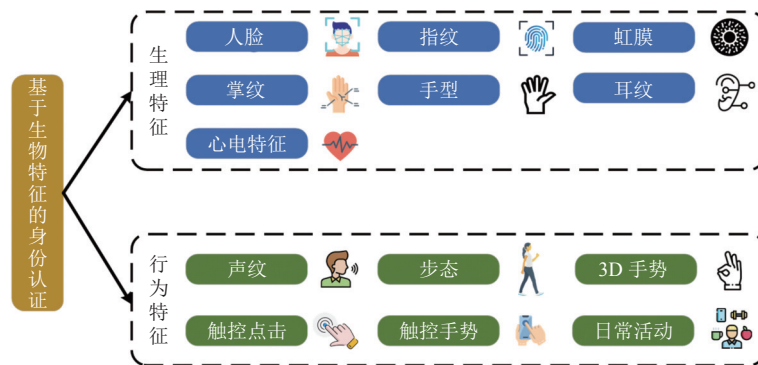 基于生物特征的身份认证
生理特征
人脸
指纹
虹膜
掌纹
手型
耳纹
心电特征
行为特征
声纹
步态
3D 手势
触控点击
触控手势
日常活动